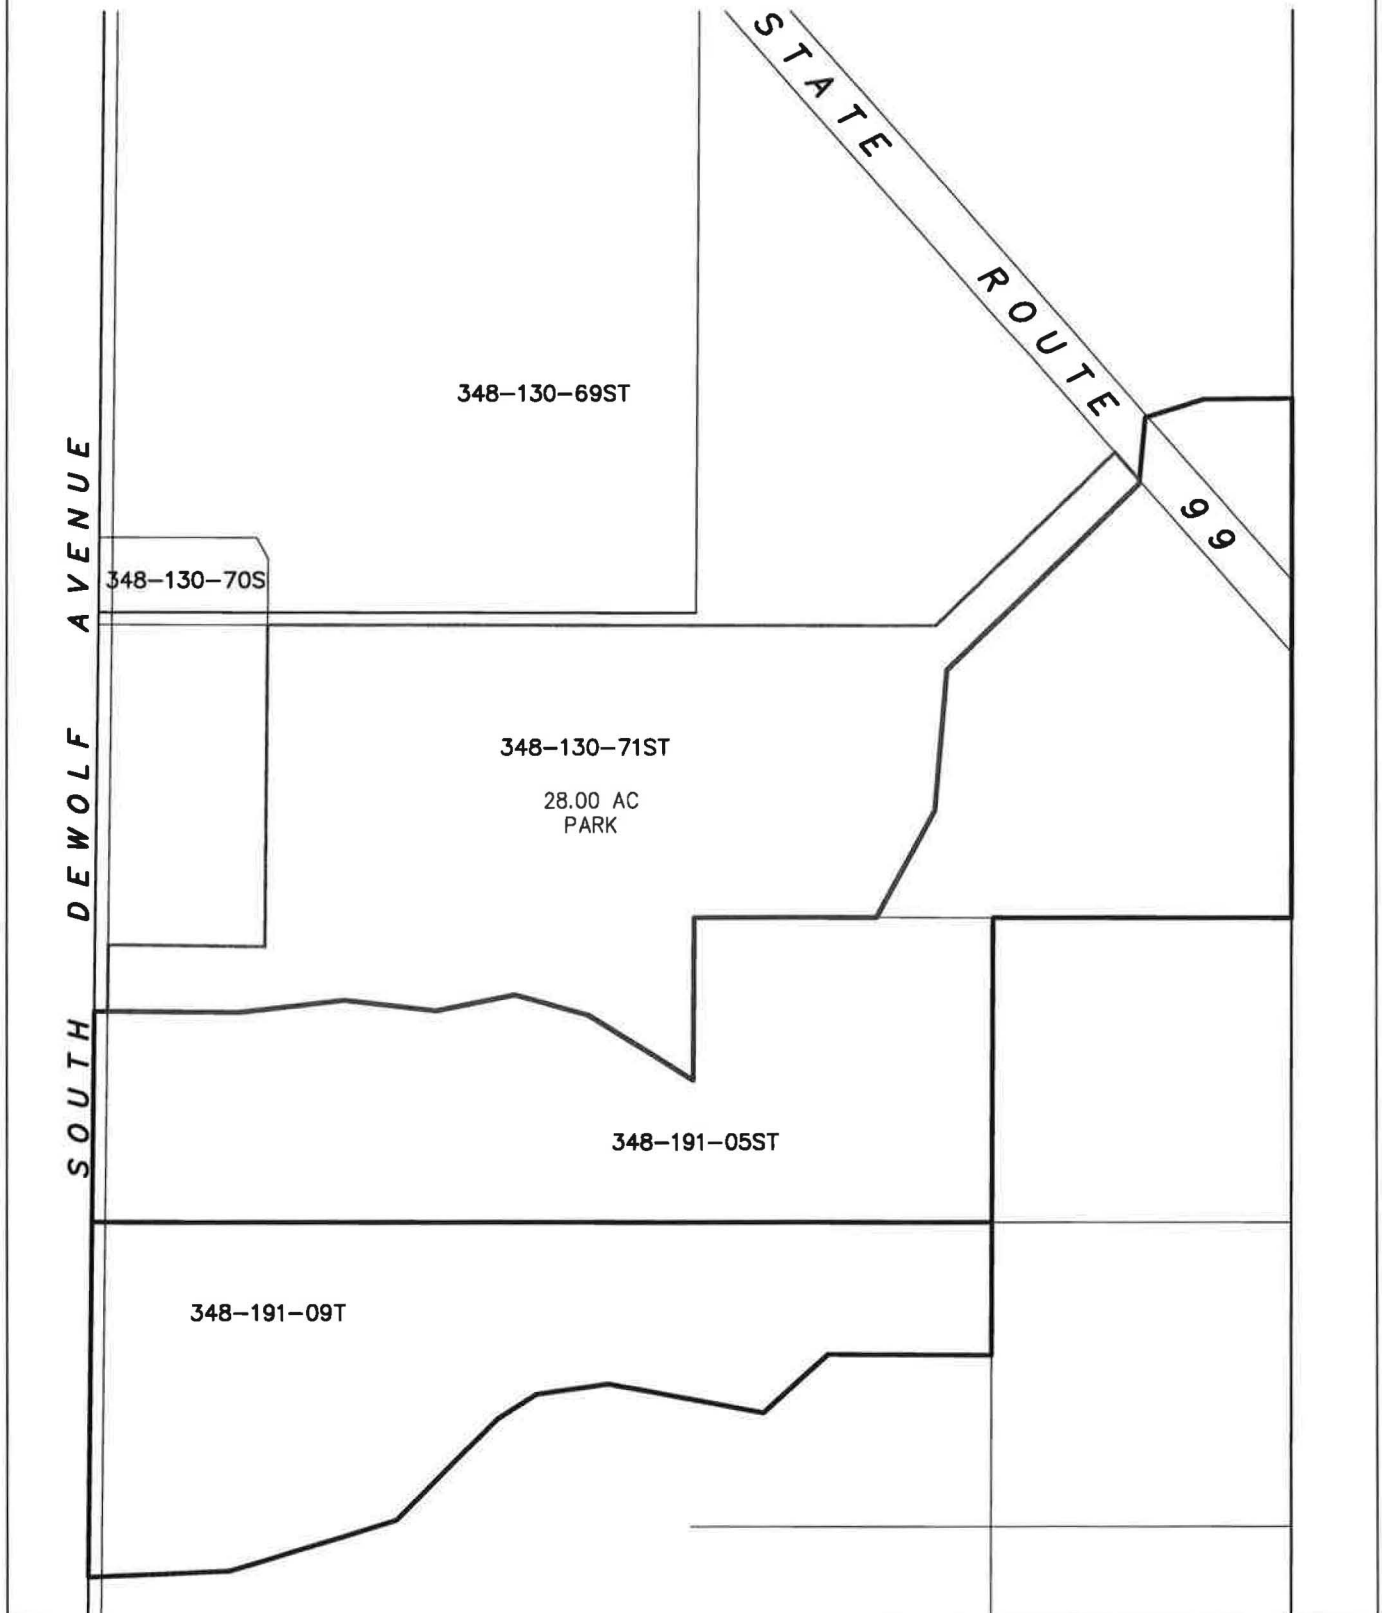 STATE ROUTE 99
348-130-69ST
348-130-70S
SOUTH DEWOLF AVENUE
348-130-71ST
28.00 AC
PARK
348-191-05ST
348-191-09T